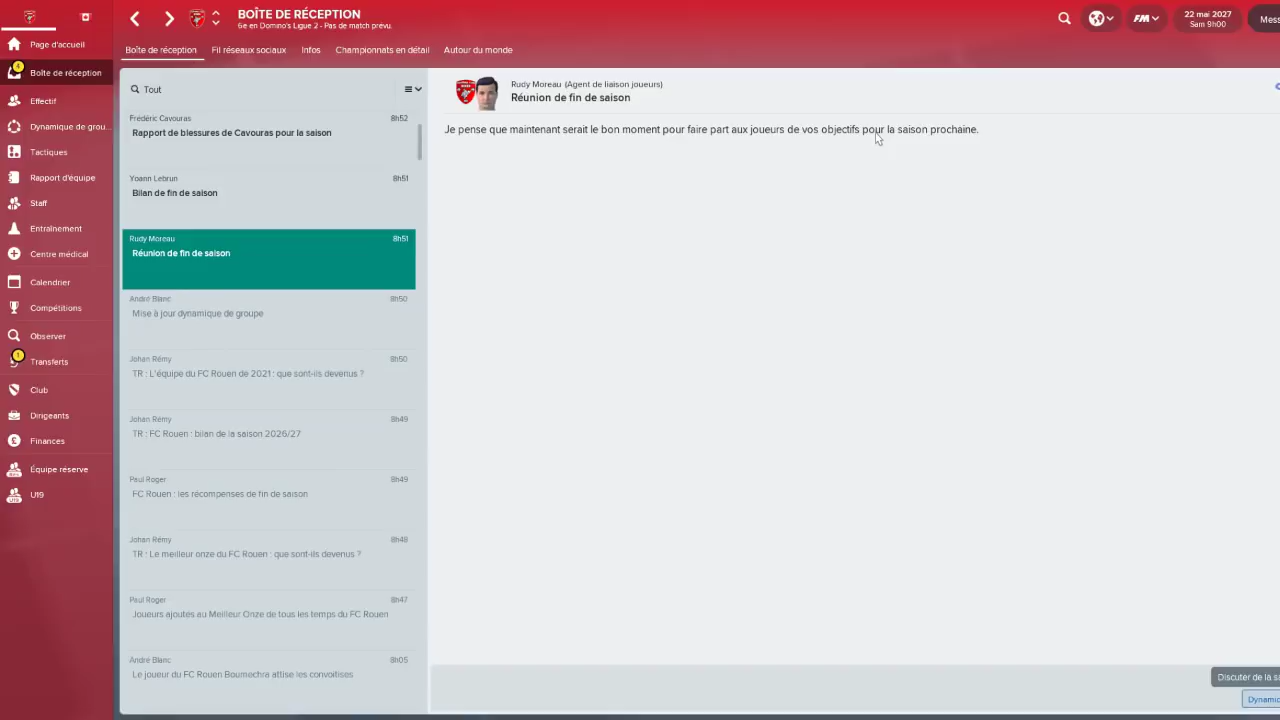 BOÎTE DE RÉCEPTION
6e en Domino's Ligue 2 - Pas de match prévu.
FM
22 mai 2027
Sam 9h00
Mess
Boîte de réception
Fil réseaux sociaux
Infos
Championnats en détail
Autour du monde
Page d'accueil
4
Boîte de réception
Effectif
Dynamique de grou...
Tactiques
Rapport d'équipe
Staff
Entraînement
Centre médical
Calendrier
Compétitions
Observer
1
Transferts
Club
Dirigeants
Finances
Équipe réserve
U19
Tout
Frédéric Cavouras 8h52
Rapport de blessures de Cavouras pour la saison
Yoann Lebrun 8h51
Bilan de fin de saison
Rudy Moreau 8h51
Réunion de fin de saison
André Blanc 8h50
Mise à jour dynamique de groupe
Johan Rémy 8h50
TR : L'équipe du FC Rouen de 2021 : que sont-ils devenus ?
Johan Rémy 8h49
TR : FC Rouen : bilan de la saison 2026/27
Paul Roger 8h49
FC Rouen : les récompenses de fin de saison
Johan Rémy 8h48
TR : Le meilleur onze du FC Rouen : que sont-ils devenus ?
Paul Roger 8h47
Joueurs ajoutés au Meilleur Onze de tous les temps du FC Rouen
André Blanc 8h05
Le joueur du FC Rouen Boumechra attise les convoitises
Rudy Moreau (Agent de liaison joueurs)
Réunion de fin de saison
Je pense que maintenant serait le bon moment pour faire part aux joueurs de vos objectifs pour la saison prochaine.
Discuter de la sa
Dynamic